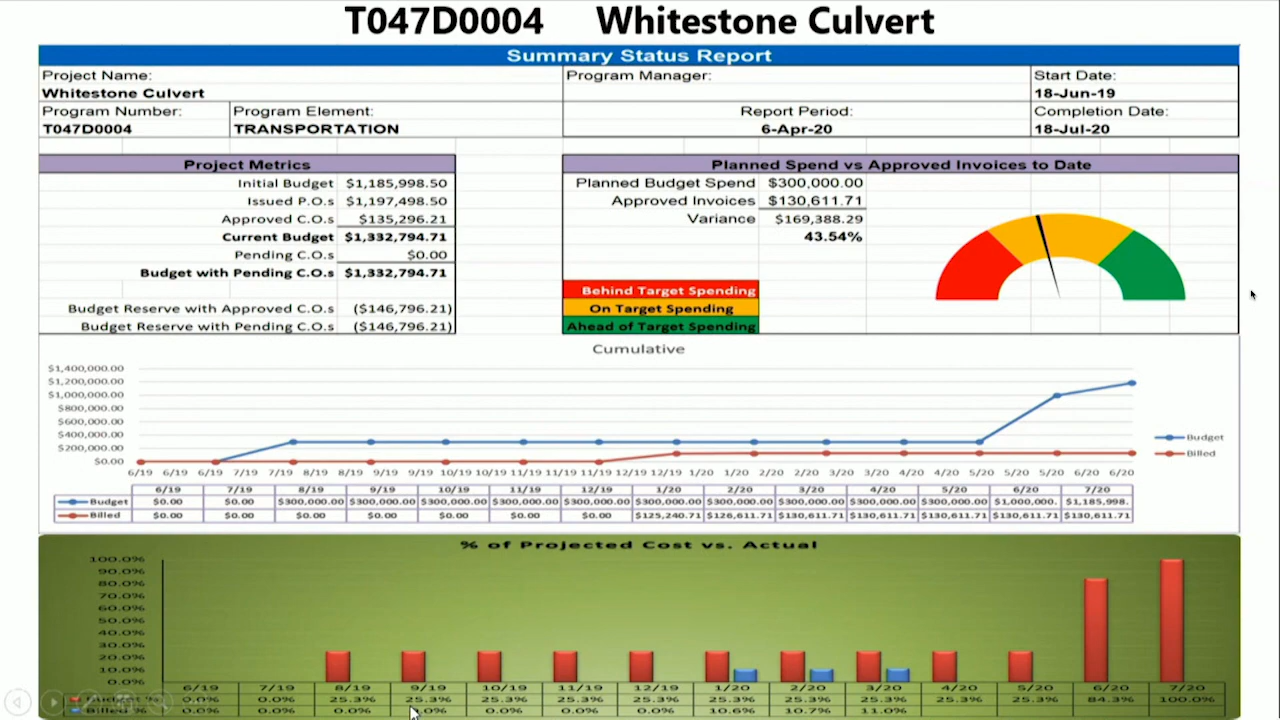 T047D0004 Whitestone Culvert
Summary Status Report
Project Name: Program Manager: Start Date:
Whitestone Culvert 18-Jun-19
Program Number: Program Element: Report Period: Completion Date:
T047D0004 TRANSPORTATION 6-Apr-20 18-Jul-20
Project Metrics Planned Spend vs Approved Invoices to Date
Initial Budget $1,185,998.50 Planned Budget Spend $300,000.00
Issued P.O.s $1,197,498.50 Approved Invoices $130,611.71
Approved C.O.s $135,296.21 Variance $169,388.29
Current Budget $1,332,794.71 43.54%
Pending C.O.s $0.00
Budget with Pending C.O.s $1,332,794.71
Behind Target Spending
Budget Reserve with Approved C.O.s ($146,796.21) On Target Spending
Budget Reserve with Pending C.O.s ($146,796.21) Ahead of Target Spending
Cumulative
$1,400,000.00
$1,200,000.00
$1,000,000.00
$800,000.00
$600,000.00
$400,000.00
$200,000.00
$0.00
Budget
Billed
6/19 6/19 6/19 7/19 7/19 8/19 8/19 9/19 9/19 10/19 10/19 11/19 11/19 12/19 12/19 1/20 1/20 2/20 2/20 3/20 3/20 4/20 4/20 5/20 5/20 5/20 6/20 6/20
6/19 7/19 8/19 9/19 10/19 11/19 12/19 1/20 2/20 3/20 4/20 5/20 6/20 7/20
Budget $0.00 $0.00 $300,000.00 $300,000.00 $300,000.00 $300,000.00 $300,000.00 $300,000.00 $300,000.00 $300,000.00 $300,000.00 $300,000.00 $1,000,000. $1,185,998.
Billed $0.00 $0.00 $0.00 $0.00 $0.00 $0.00 $0.00 $125,240.71 $126,611.71 $130,611.71 $130,611.71 $130,611.71 $130,611.71 $130,611.71
% of Projected Cost vs. Actual
100.0%
90.0%
80.0%
70.0%
60.0%
50.0%
40.0%
30.0%
20.0%
10.0%
0.0%
6/19 7/19 8/19 9/19 10/19 11/19 12/19 1/20 2/20 3/20 4/20 5/20 6/20 7/20
0.0% 0.0% 25.3% 25.3% 25.3% 25.3% 25.3% 25.3% 25.3% 25.3% 25.3% 25.3% 84.3% 100.0%
Billed % 0.0% 0.0% 0.0% 0.0% 0.0% 0.0% 10.6% 10.7% 11.0%